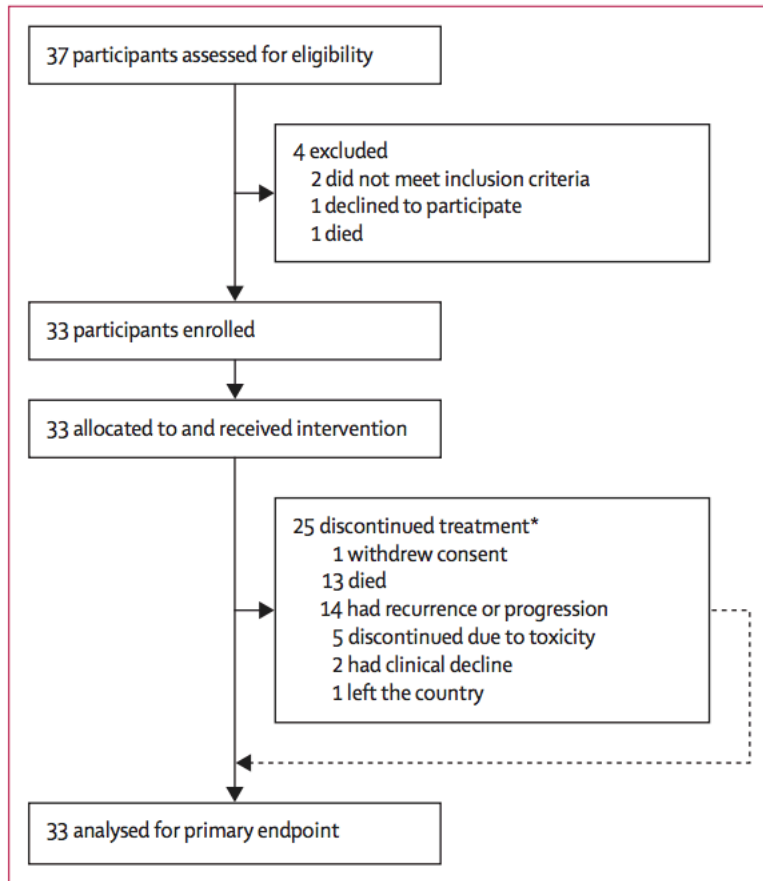 37 participants assessed for eligibility
4 excluded
2 did not meet inclusion criteria
1 declined to participate
1 died
33 participants enrolled
33 allocated to and received intervention
25 discontinued treatment*
1 withdrew consent
13 died
14 had recurrence or progression
5 discontinued due to toxicity
2 had clinical decline
1 left the country
33 analysed for primary endpoint